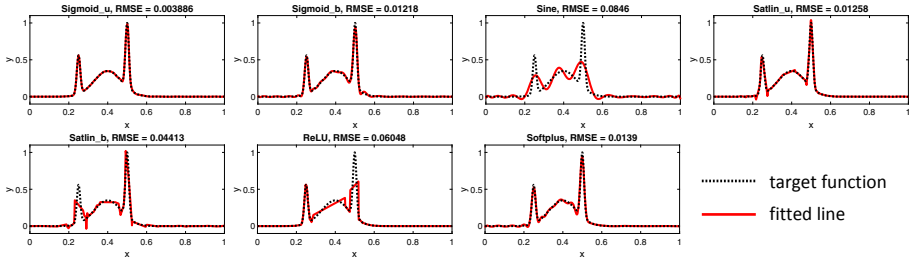 Sigmoid_u, RMSE = 0.003886
1
0.5
0
y
0 0.2 0.4 0.6 0.8 1
x
Sigmoid_b, RMSE = 0.01218
1
0.5
0
y
0 0.2 0.4 0.6 0.8 1
x
Sine, RMSE = 0.0846
1
0.5
0
y
0 0.2 0.4 0.6 0.8 1
x
Satlin_u, RMSE = 0.01258
1
0.5
0
y
0 0.2 0.4 0.6 0.8 1
x
Satlin_b, RMSE = 0.04413
1
0.5
0
y
0 0.2 0.4 0.6 0.8 1
x
ReLU, RMSE = 0.06048
1
0.5
0
y
0 0.2 0.4 0.6 0.8 1
x
Softplus, RMSE = 0.0139
1
0.5
0
y
0 0.2 0.4 0.6 0.8 1
x
target function
fitted line